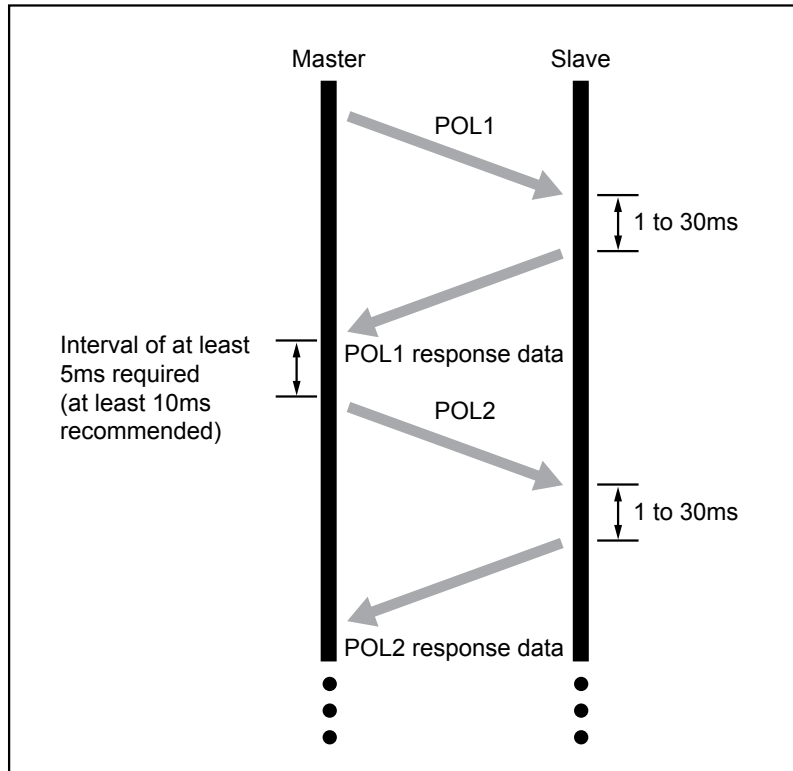 Master
Slave
POL1
1 to 30ms
POL1 response data
Interval of at least
5ms required
(at least 10ms
recommended)
POL2
1 to 30ms
POL2 response data